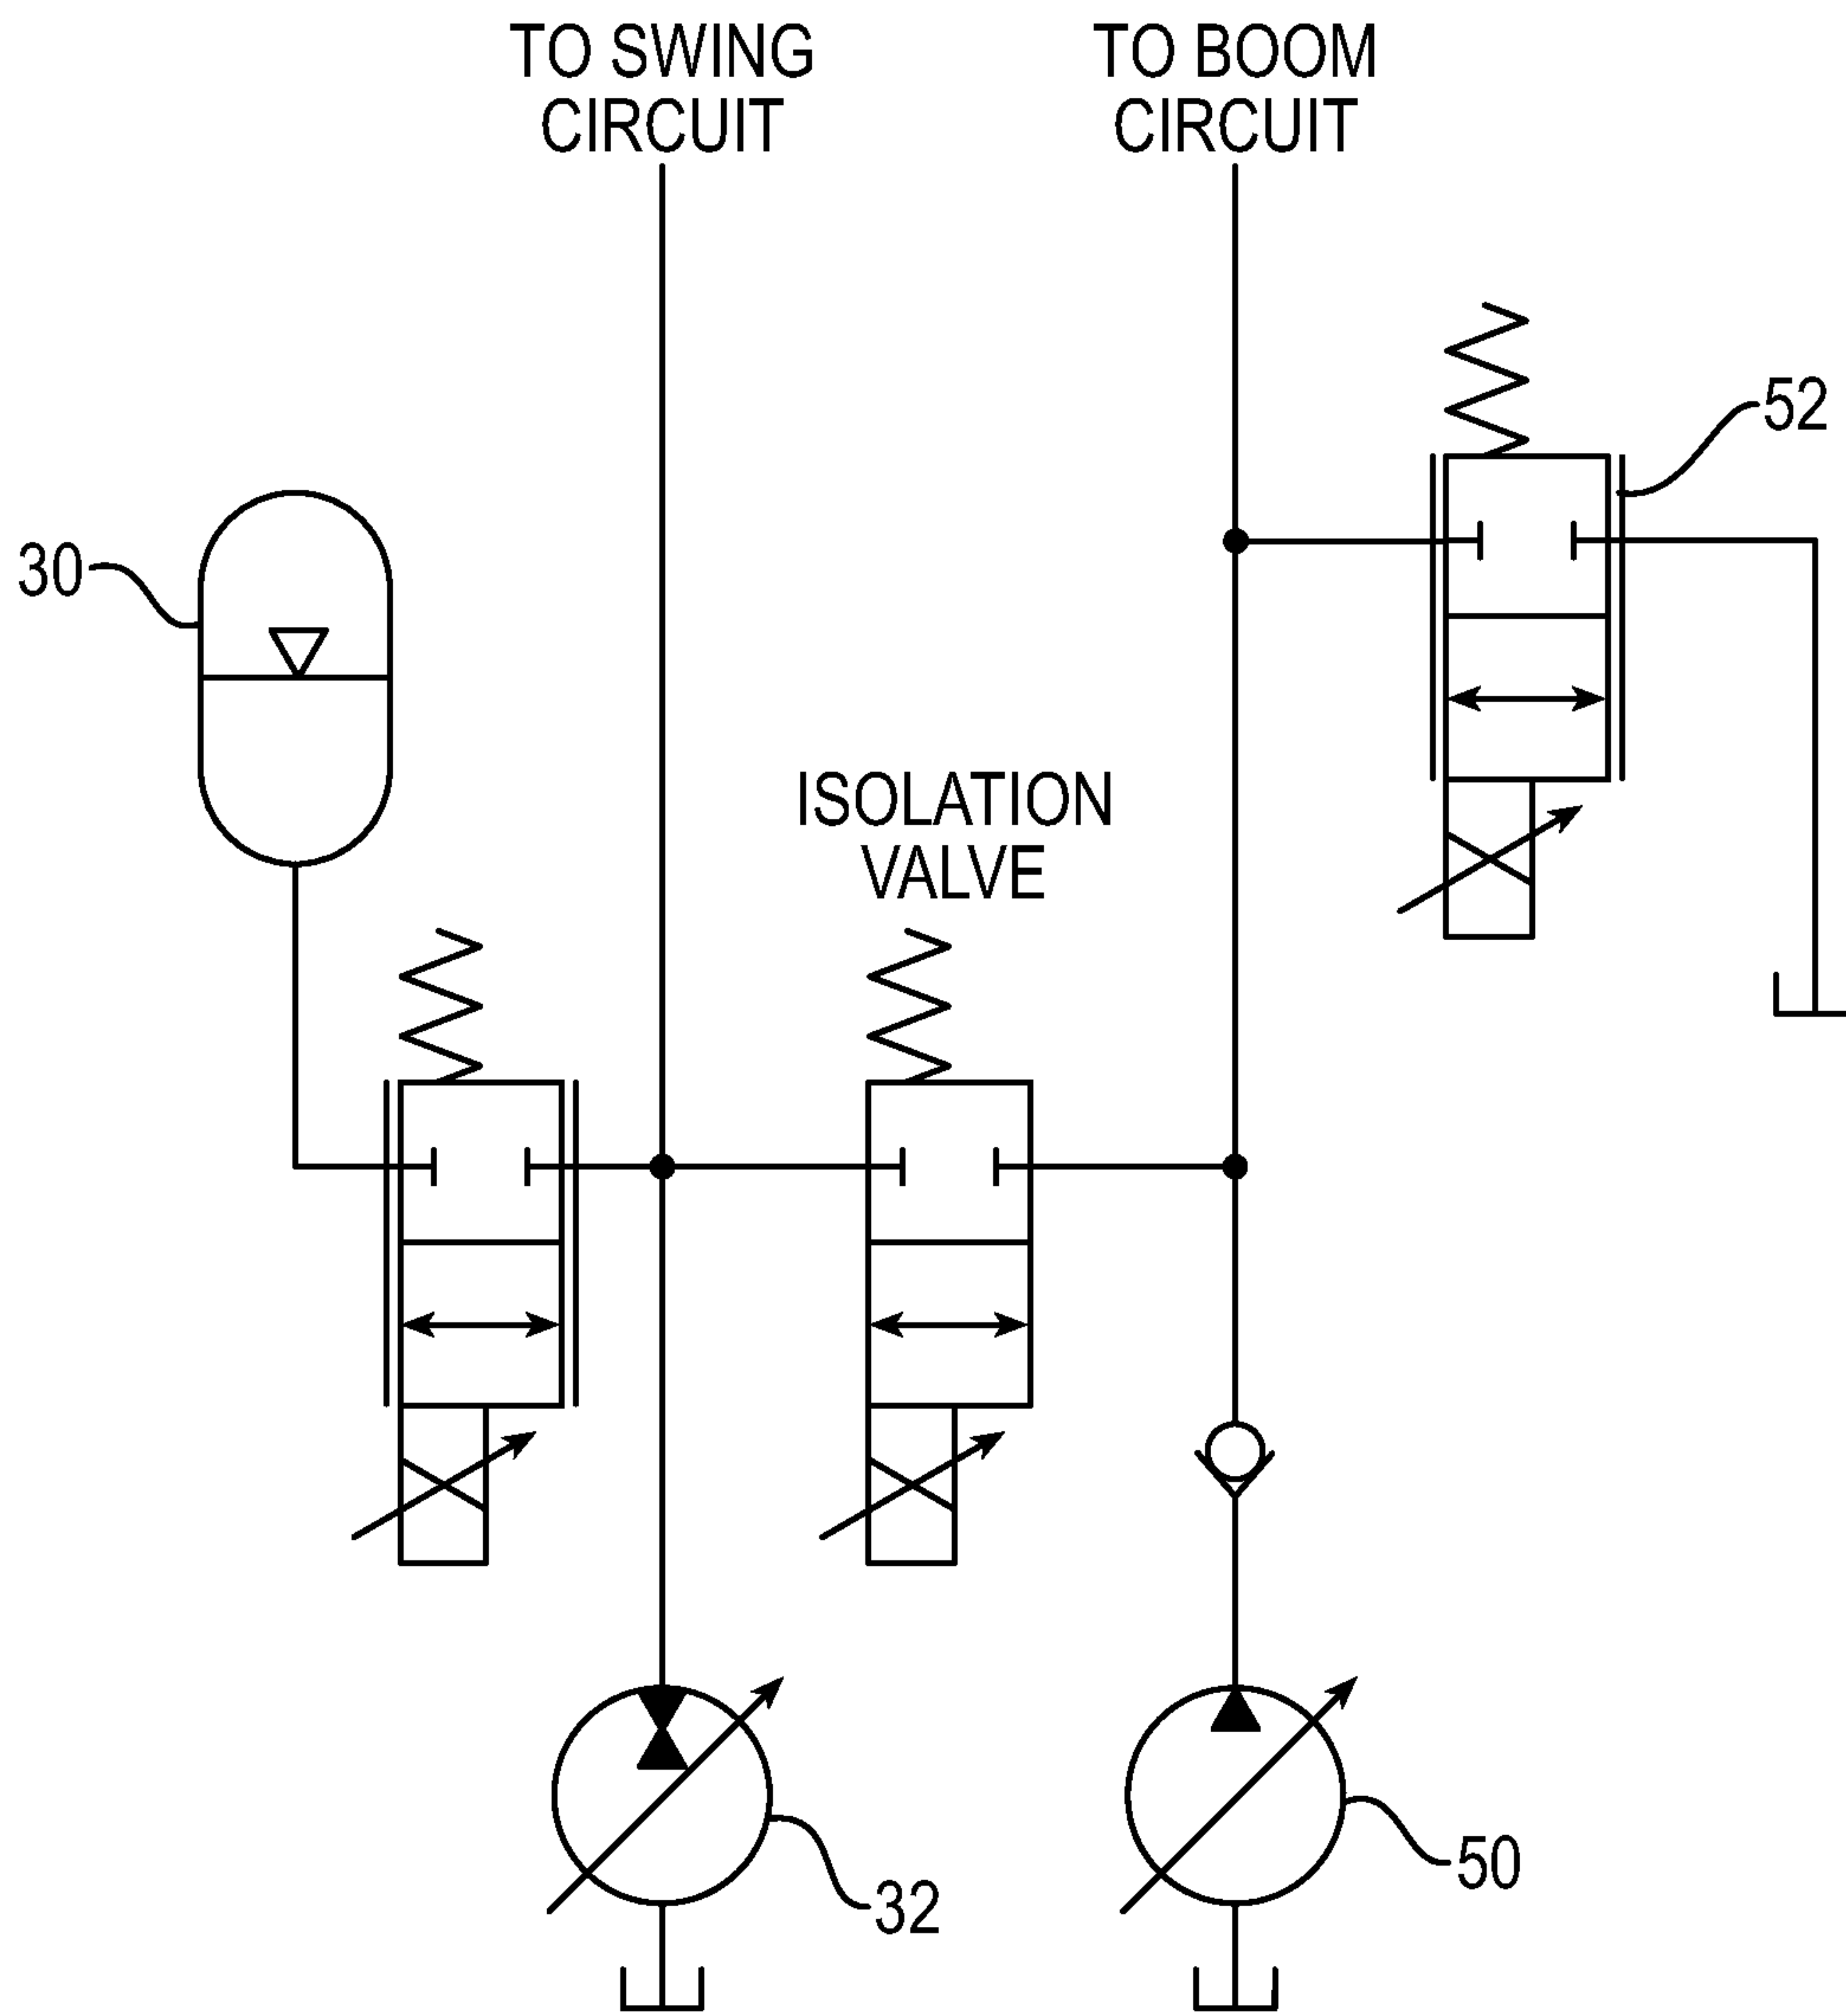 TO SWING
CIRCUIT
TO BOOM
CIRCUIT
52
30
ISOLATION
VALVE
50
32